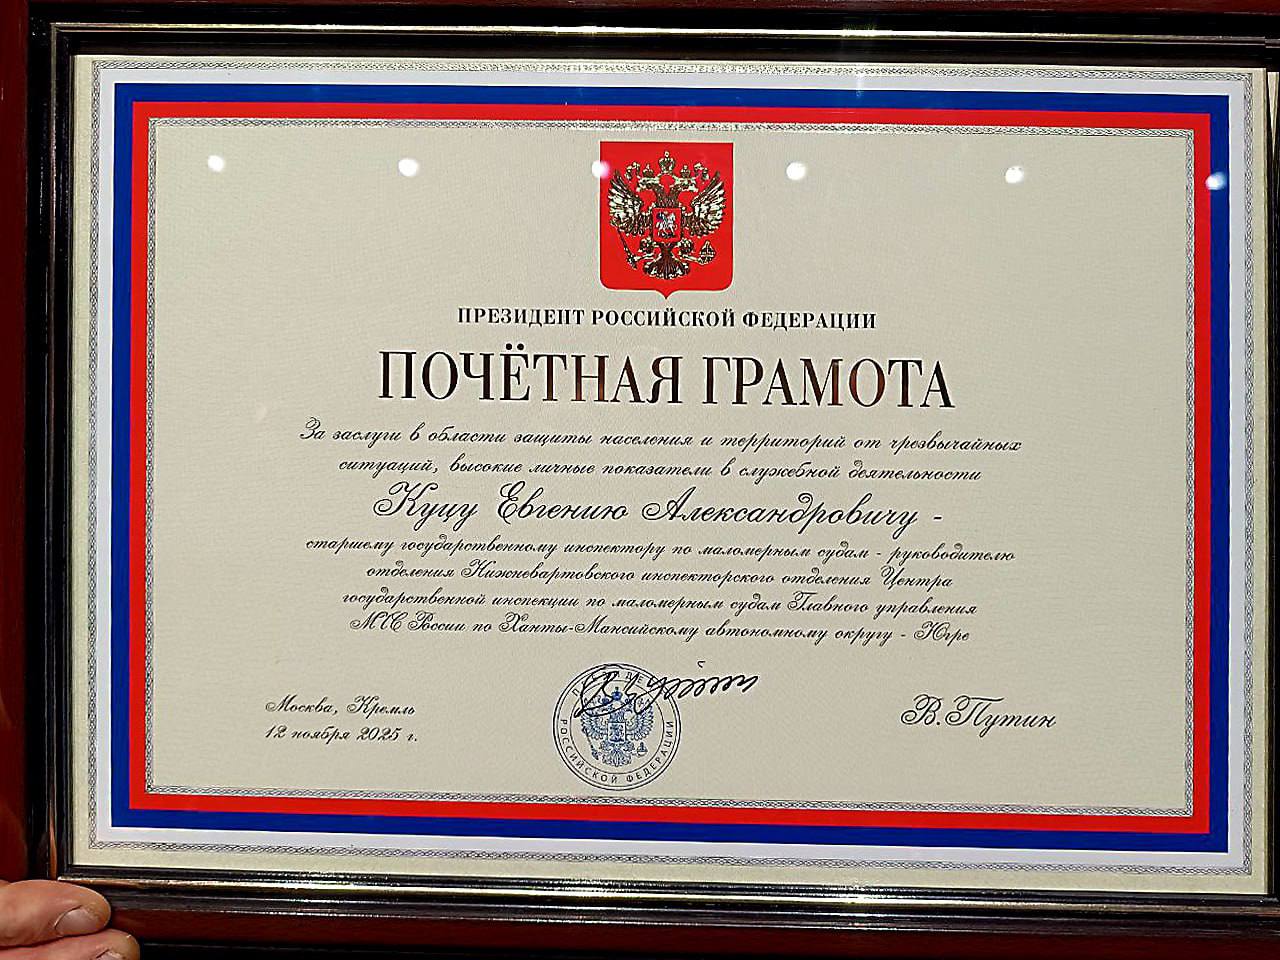 ПРЕЗИДЕНТ РОССИЙСКОЙ ФЕДЕРАЦИИ
ПОЧЁТНАЯ ГРАМОТА
За заслуги в области защиты населения и территорий от чрезвычайных
ситуаций, высокие личные показатели в служебной деятельности
Куцу Евгению Александровичу -
старшему государственному инспектору по маломерным судам - руководителю
отделения Нижневартовского инспекторского отделения Центра
государственной инспекции по маломерным судам Главного управления
МЧС России по Ханты-Мансийскому автономному округу - Югре
Москва, Кремль
12 ноября 2025 г.
ПРЕЗИДЕНТ
РОССИЙСКОЙ ФЕДЕРАЦИИ
В.Путин